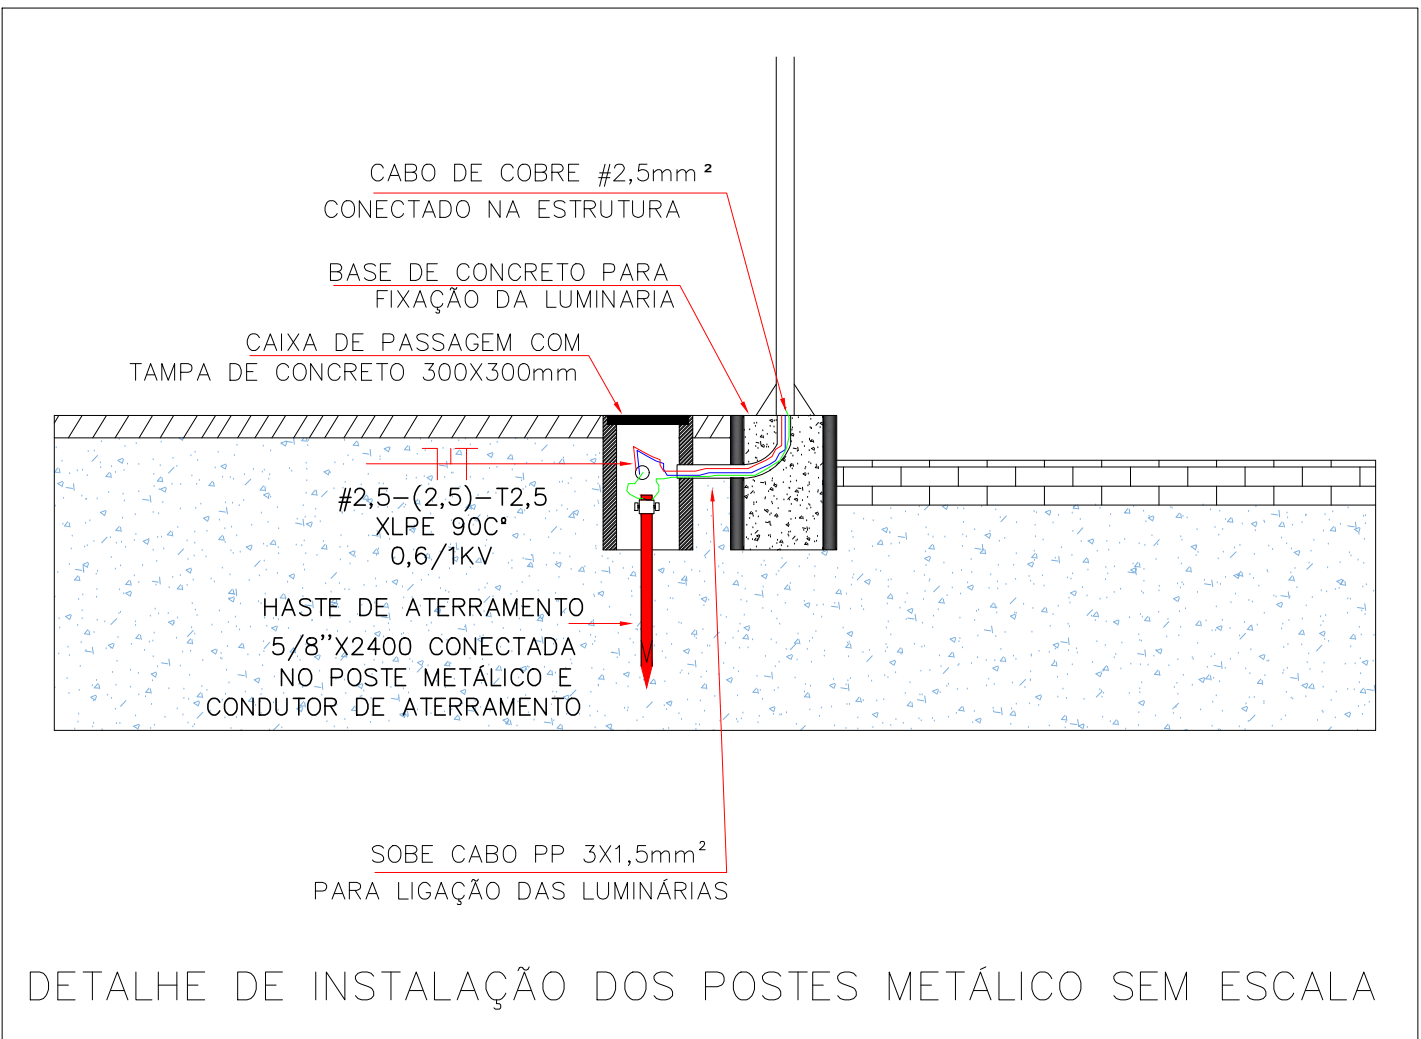 CABO DE COBRE #2,5mm²
CONECTADO NA ESTRUTURA
BASE DE CONCRETO PARA
FIXAÇÃO DA LUMINARIA
CAIXA DE PASSAGEM COM
TAMPA DE CONCRETO 300X300mm
#2,5-(2,5)-T2,5
XLPE 90Cº
0,6/1KV
HASTE DE ATERRAMENTO
5/8''X2400 CONECTADA
NO POSTE METÁLICO E
CONDUTOR DE ATERRAMENTO
SOBE CABO PP 3X1,5mm²
PARA LIGAÇÃO DAS LUMINÁRIAS
DETALHE DE INSTALAÇÃO DOS POSTES METÁLICO SEM ESCALA